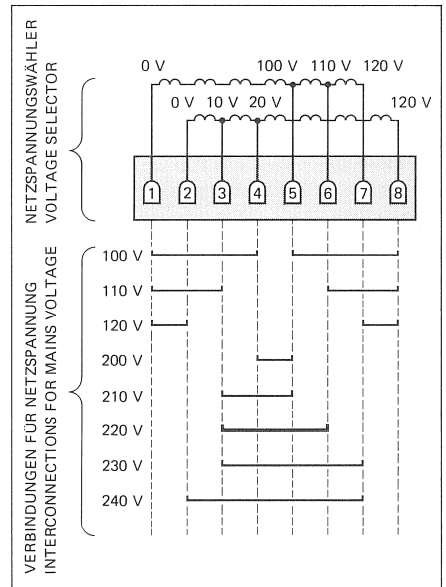 NETZSPANNUNGSWÄHLER
VOLTAGE SELECTOR
0 V 100 V 110 V 120 V
0 V 10 V 20 V 120 V
1 2 3 4 5 6 7 8
VERBINDUNGEN FÜR NETZSPANNUNG
INTERCONNECTIONS FOR MAINS VOLTAGE
100 V
110 V
120 V
200 V
210 V
220 V
230 V
240 V